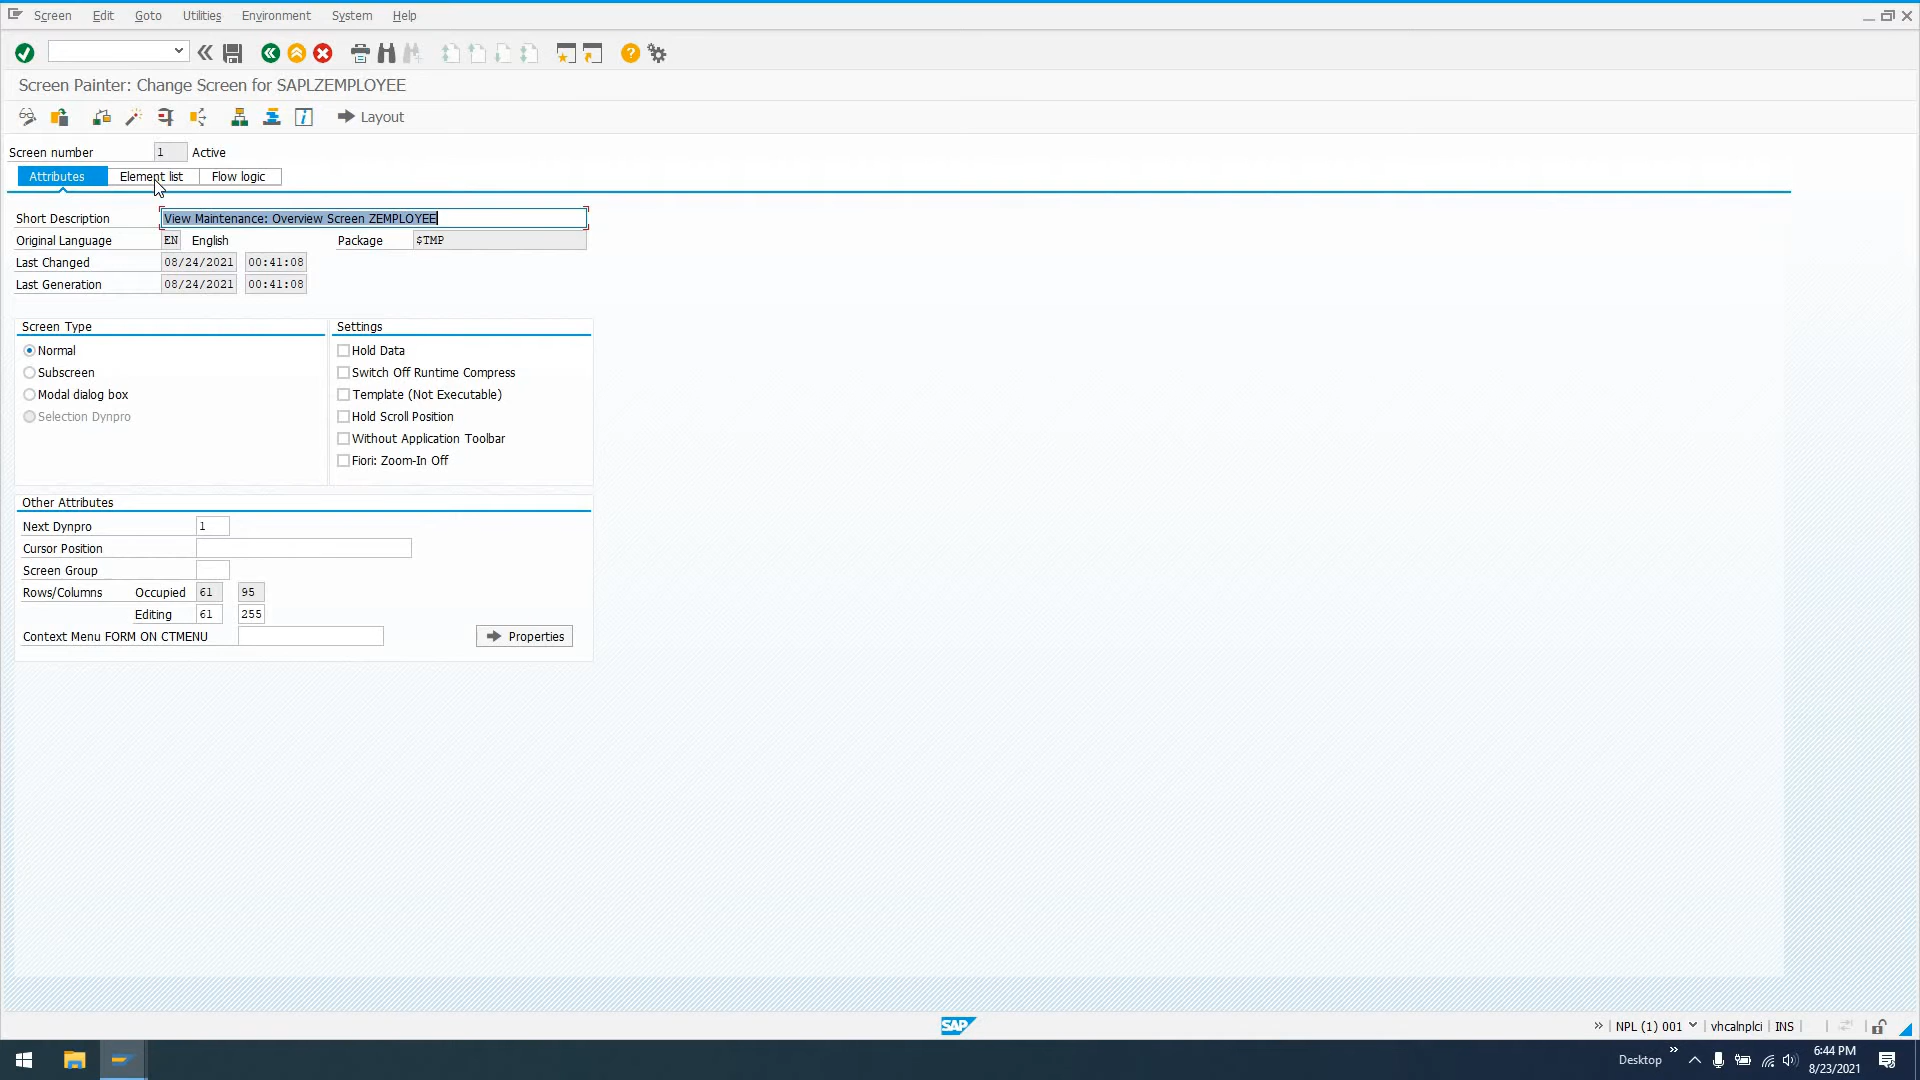 Screen Edit Goto Utilities Environment System Help
Screen Painter: Change Screen for SAPLZEMPLOYEE
Layout
Screen number 1 Active
Attributes Element list Flow logic
Short Description View Maintenance: Overview Screen ZEMPLOYEE
Original Language EN English Package $TMP
Last Changed 08/24/2021 00:41:08
Last Generation 08/24/2021 00:41:08
Screen Type Settings
Normal Hold Data
Subscreen Switch Off Runtime Compress
Modal dialog box Template (Not Executable)
Selection Dynpro Hold Scroll Position
Without Application Toolbar
Fiori: Zoom-In Off
Other Attributes
Next Dynpro 1
Cursor Position
Screen Group
Rows/Columns Occupied 61 95
Editing 61 255
Context Menu FORM ON CTMENU Properties
SAP NPL (1) 001 vhcalnplci INS
Desktop 6:44 PM
8/23/2021